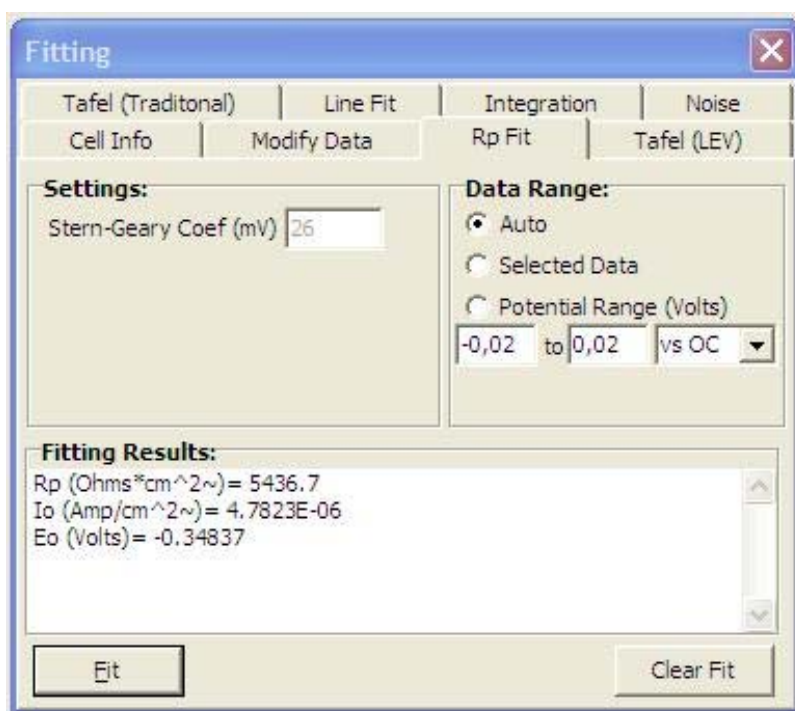 Fitting
Tafel (Traditonal) Line Fit Integration Noise
Cell Info Modify Data Rp Fit Tafel (LEV)
Settings:
Stern-Geary Coef (mV) 26
Data Range:
Auto
Selected Data
Potential Range (Volts)
-0,02 to 0,02 vs OC
Fitting Results:
Rp (Ohms*cm^2~)= 5436.7
Io (Amp/cm^2~)= 4.7823E-06
Eo (Volts)= -0.34837
Fit Clear Fit